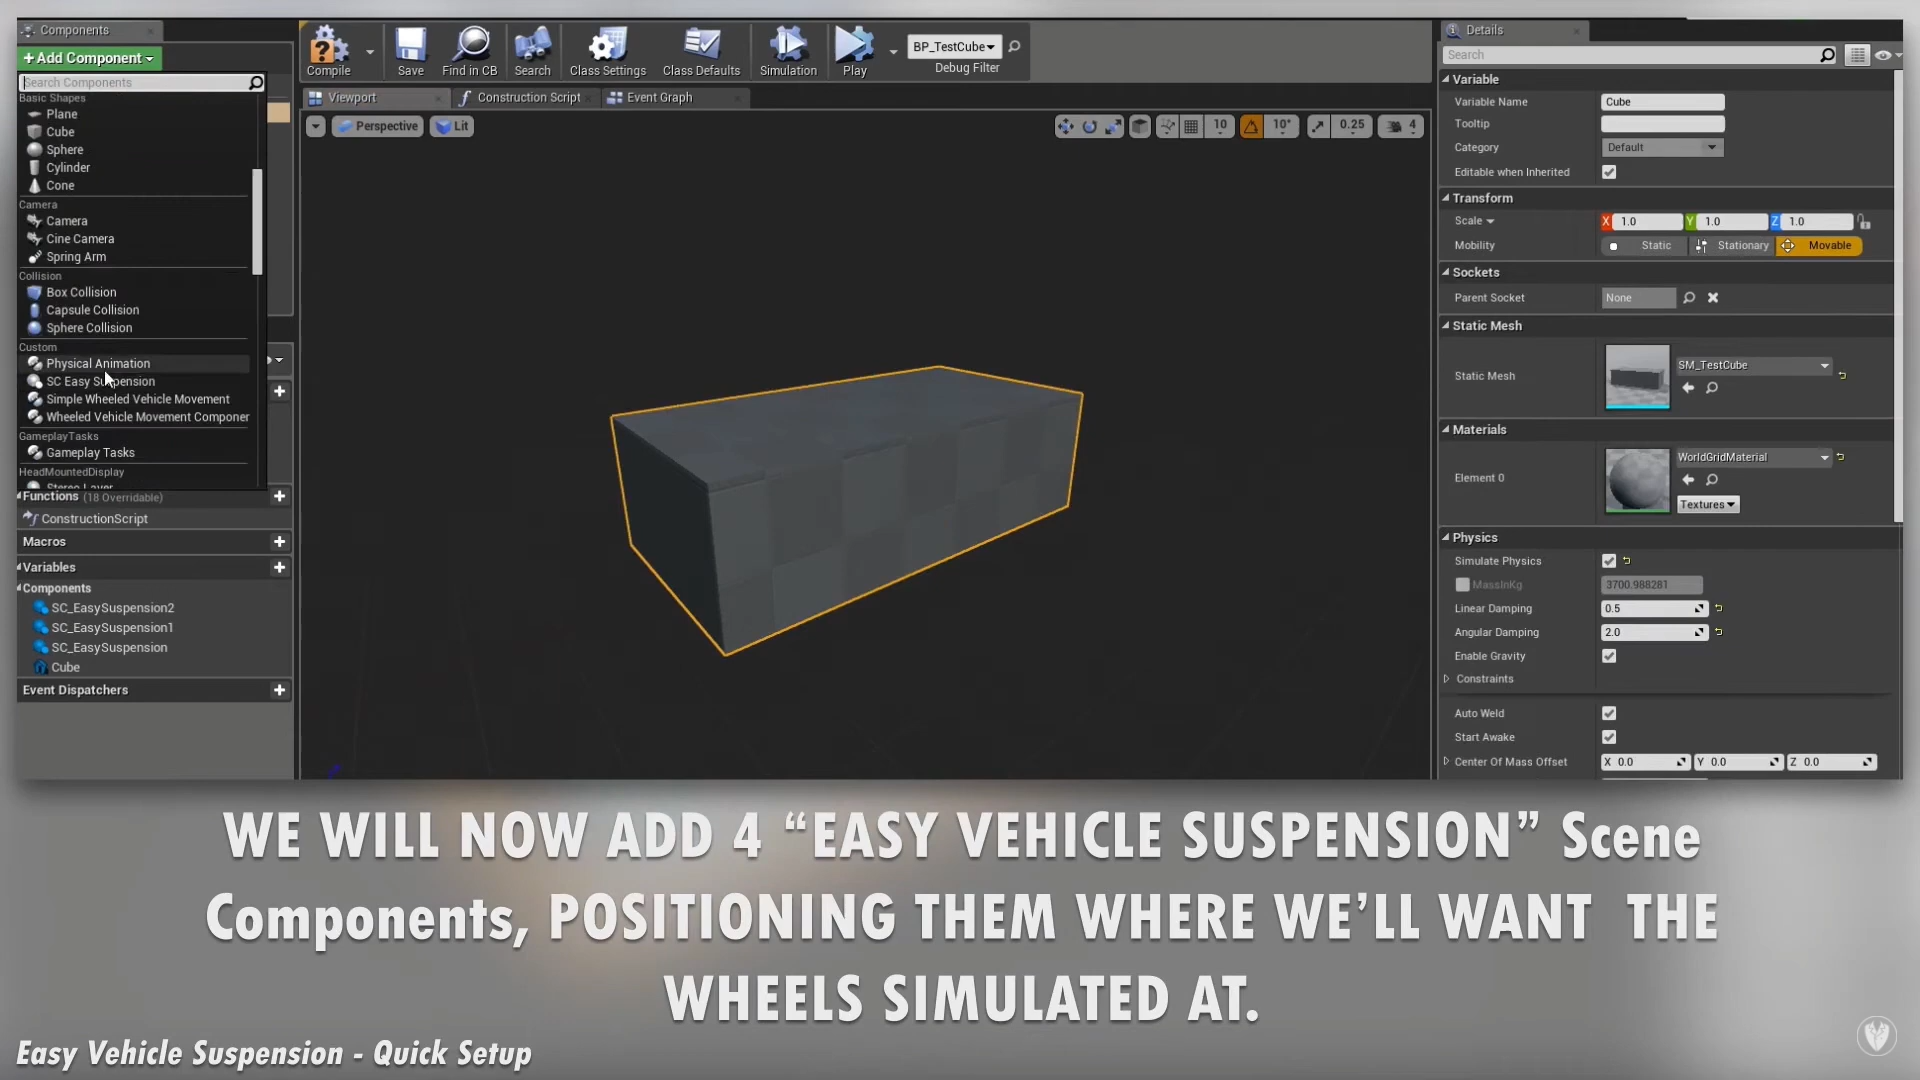 Components
+ Add Component
Search Components
Basic Shapes
Plane
Cube
Sphere
Cylinder
Cone
Camera
Camera
Cine Camera
Spring Arm
Collision
Box Collision
Capsule Collision
Sphere Collision
Custom
Physical Animation
SC Easy Suspension
Simple Wheeled Vehicle Movement
Wheeled Vehicle Movement Componer
GameplayTasks
Gameplay Tasks
HeadMountedDisplay
Stereo Layer
Functions (18 Overridable)
ConstructionScript
Macros
Variables
Components
SC_EasySuspension2
SC_EasySuspension1
SC_EasySuspension
Cube
Event Dispatchers
Compile
Save
Find in CB
Search
Class Settings
Class Defaults
Simulation
Play
BP_TestCube
Debug Filter
Viewport
Construction Script
Event Graph
Perspective
Lit
10
10°
0.25
4
Details
Search
Variable
Variable Name Cube
Tooltip
Category Default
Editable when Inherited
Transform
Scale X 1.0 Y 1.0 Z 1.0
Mobility Static Stationary Movable
Sockets
Parent Socket None
Static Mesh
Static Mesh SM_TestCube
Materials
Element 0 WorldGridMaterial
Textures
Physics
Simulate Physics
MassInKg 3700.988281
Linear Damping 0.5
Angular Damping 2.0
Enable Gravity
Constraints
Auto Weld
Start Awake
Center Of Mass Offset X 0.0 Y 0.0 Z 0.0
WE WILL NOW ADD 4 “EASY VEHICLE SUSPENSION” Scene
Components, POSITIONING THEM WHERE WE’LL WANT THE
WHEELS SIMULATED AT.
Easy Vehicle Suspension - Quick Setup